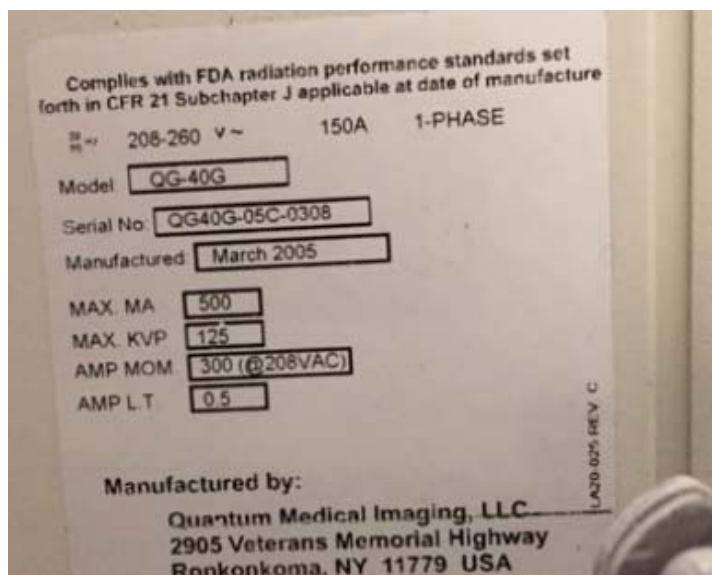 Complies with FDA radiation performance standards set
forth in CFR 21 Subchapter J applicable at date of manufacture
208-260 V~ 150A 1-PHASE
Model QG-40G
Serial No: QG40G-05C-0308
Manufactured March 2005
MAX. MA 500
MAX. KVP 125
AMP MOM 300 (@208VAC)
AMP L.T 0.5
LA20-025 REV C
Manufactured by:
Quantum Medical Imaging, LLC
2905 Veterans Memorial Highway
Ronkonkoma, NY 11779 USA